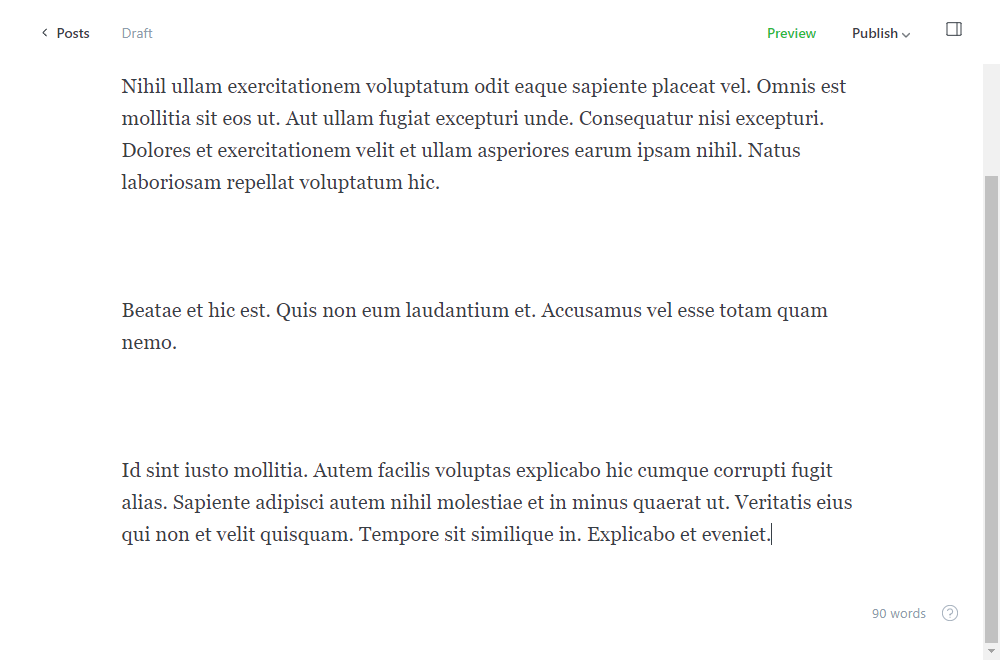 Posts Draft Preview Publish
Nihil ullam exercitationem voluptatum odit eaque sapiente placeat vel. Omnis est
mollitia sit eos ut. Aut ullam fugiat excepturi unde. Consequatur nisi excepturi.
Dolores et exercitationem velit et ullam asperiores earum ipsam nihil. Natus
laboriosam repellat voluptatum hic.
Beatae et hic est. Quis non eum laudantium et. Accusamus vel esse totam quam
nemo.
Id sint iusto mollitia. Autem facilis voluptas explicabo hic cumque corrupti fugit
alias. Sapiente adipisci autem nihil molestiae et in minus quaerat ut. Veritatis eius
qui non et velit quisquam. Tempore sit similique in. Explicabo et eveniet.
90 words ?